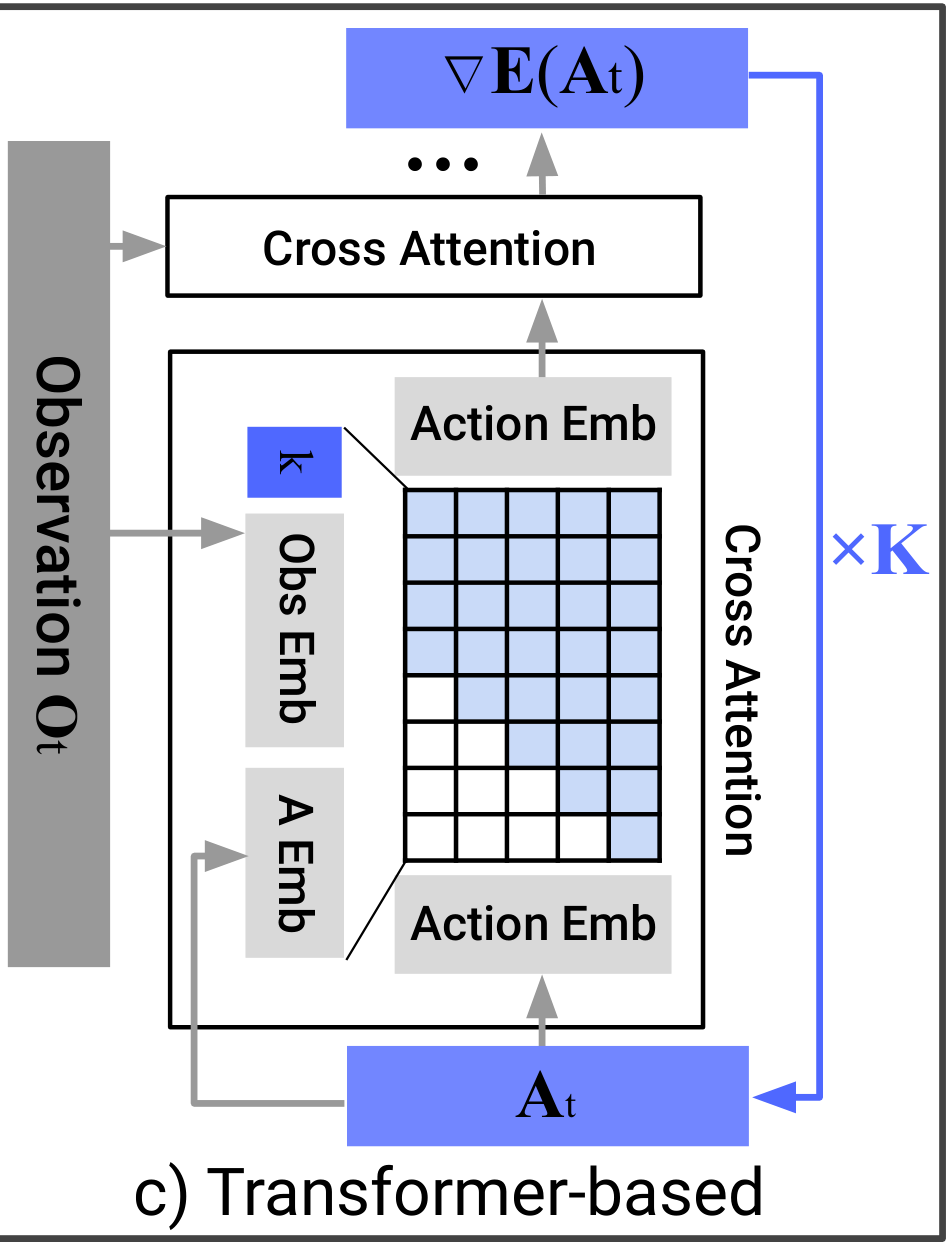 ∇E(At)
•••
Cross Attention
Observation Ot
Action Emb
k
Obs Emb
A Emb
Cross Attention
×K
Action Emb
At
c) Transformer-based